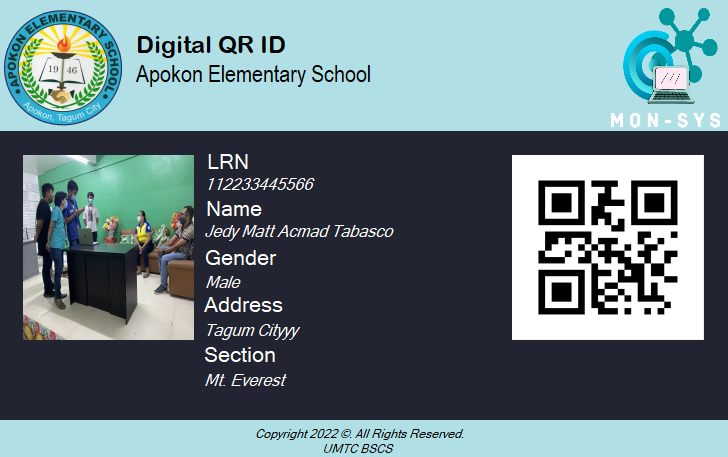 APOKON ELEMENTARY SCHOOL
19 46
Apokon, Tagum City
Digital QR ID
Apokon Elementary School
MON-SYS
LRN
112233445566
Name
Jedy Matt Acmad Tabasco
Gender
Male
Address
Tagum Cityyy
Section
Mt. Everest
Copyright 2022 ©. All Rights Reserved.
UMTC BSCS